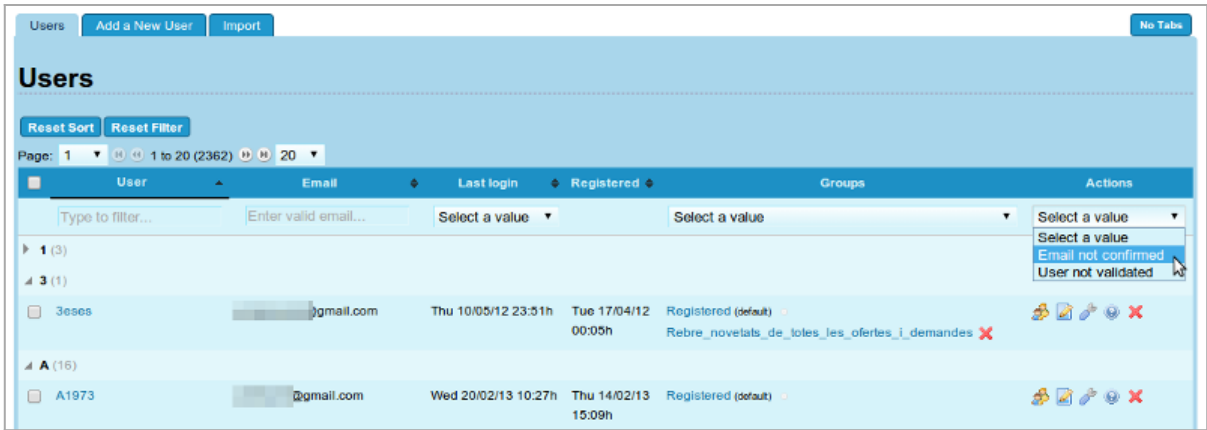 Users Add a New User Import No Tabs
Users
Reset Sort Reset Filter
Page: 1 1 to 20 (2362) 20
User Email Last login Registered Groups Actions
Type to filter... Enter valid email... Select a value Select a value Select a value
Select a value
1 (3)
Email not confirmed
User not validated
3 (1)
3eses @gmail.com Thu 10/05/12 23:51h Tue 17/04/12 Registered (default)
00:05h Rebre_novetats_de_totes_les_ofertes_i_demandes
A (16)
A1973 @gmail.com Wed 20/02/13 10:27h Thu 14/02/13 Registered (default)
15:09h